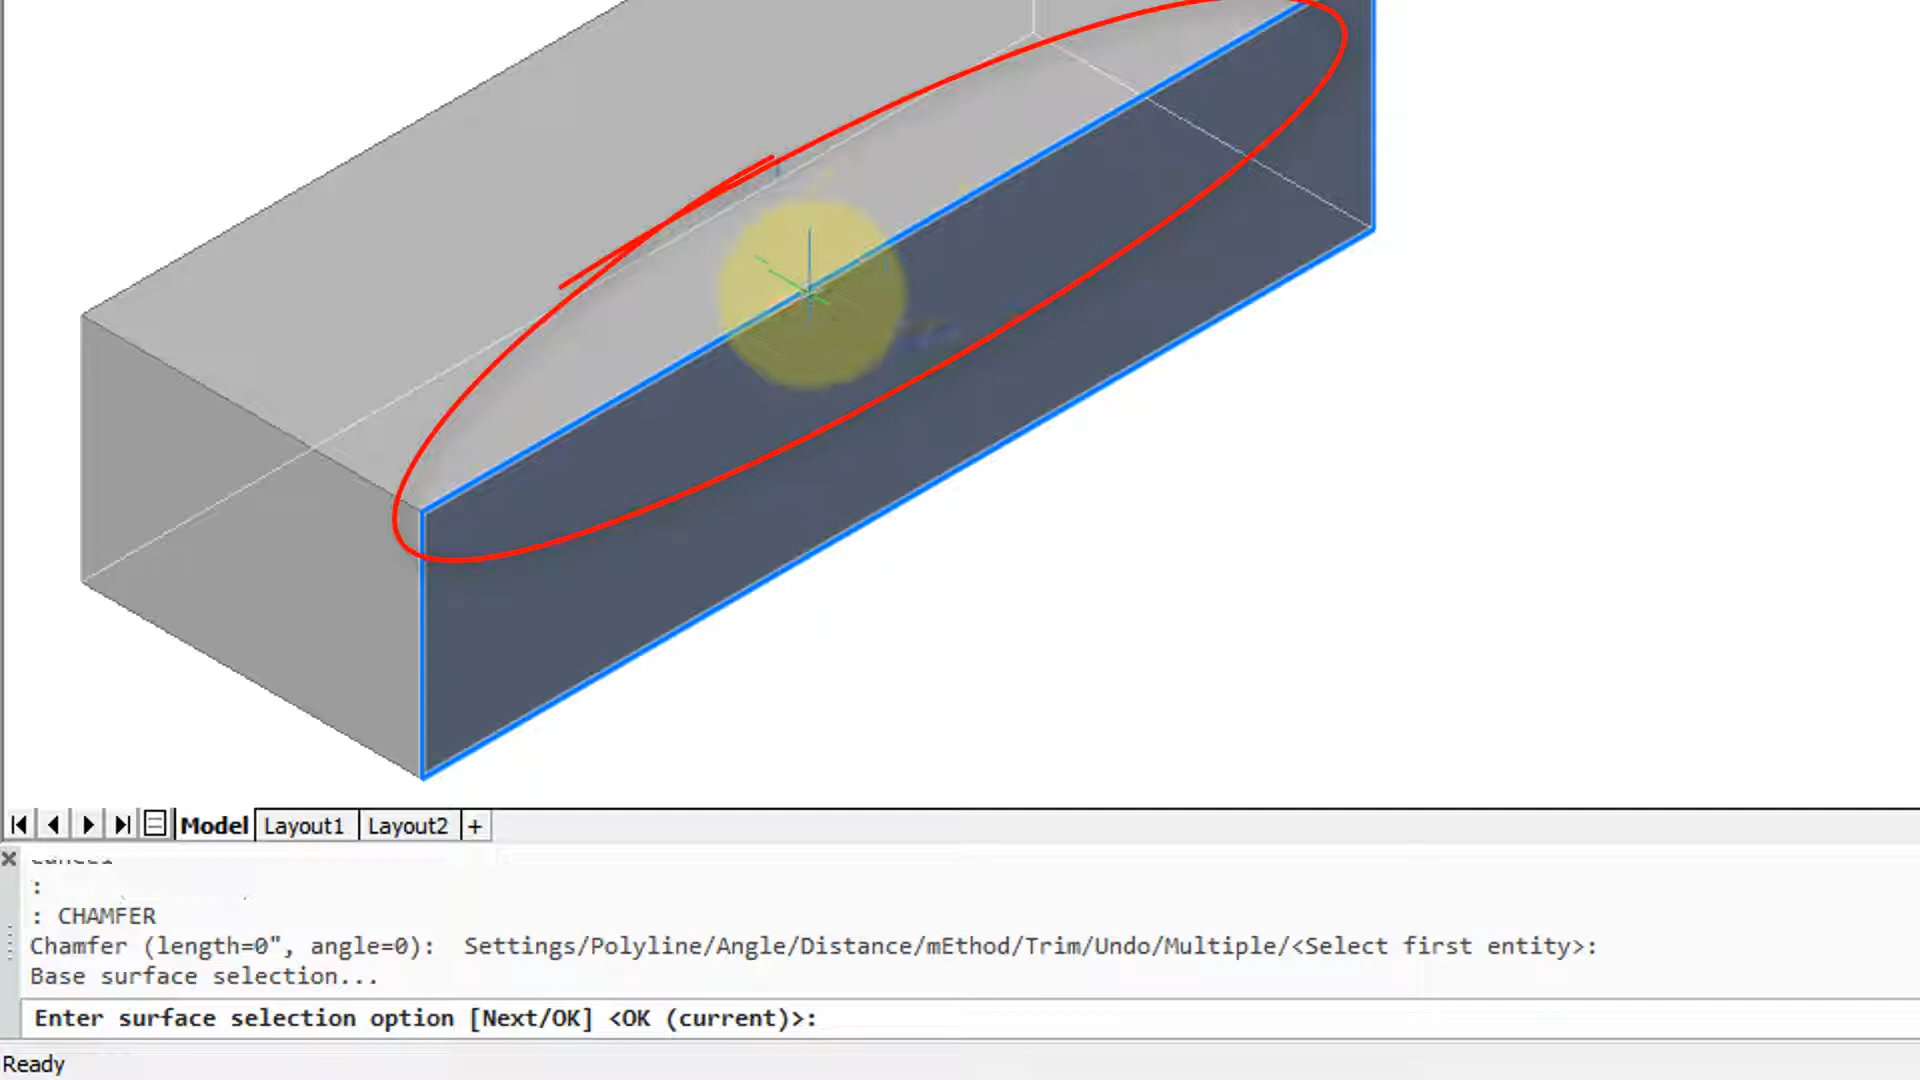 Model Layout1 Layout2 +
:
: CHAMFER
Chamfer (length=0", angle=0):  Settings/Polyline/Angle/Distance/mEthod/Trim/Undo/Multiple/<Select first entity>:
Base surface selection...
Enter surface selection option [Next/OK] <OK (current)>:
Ready